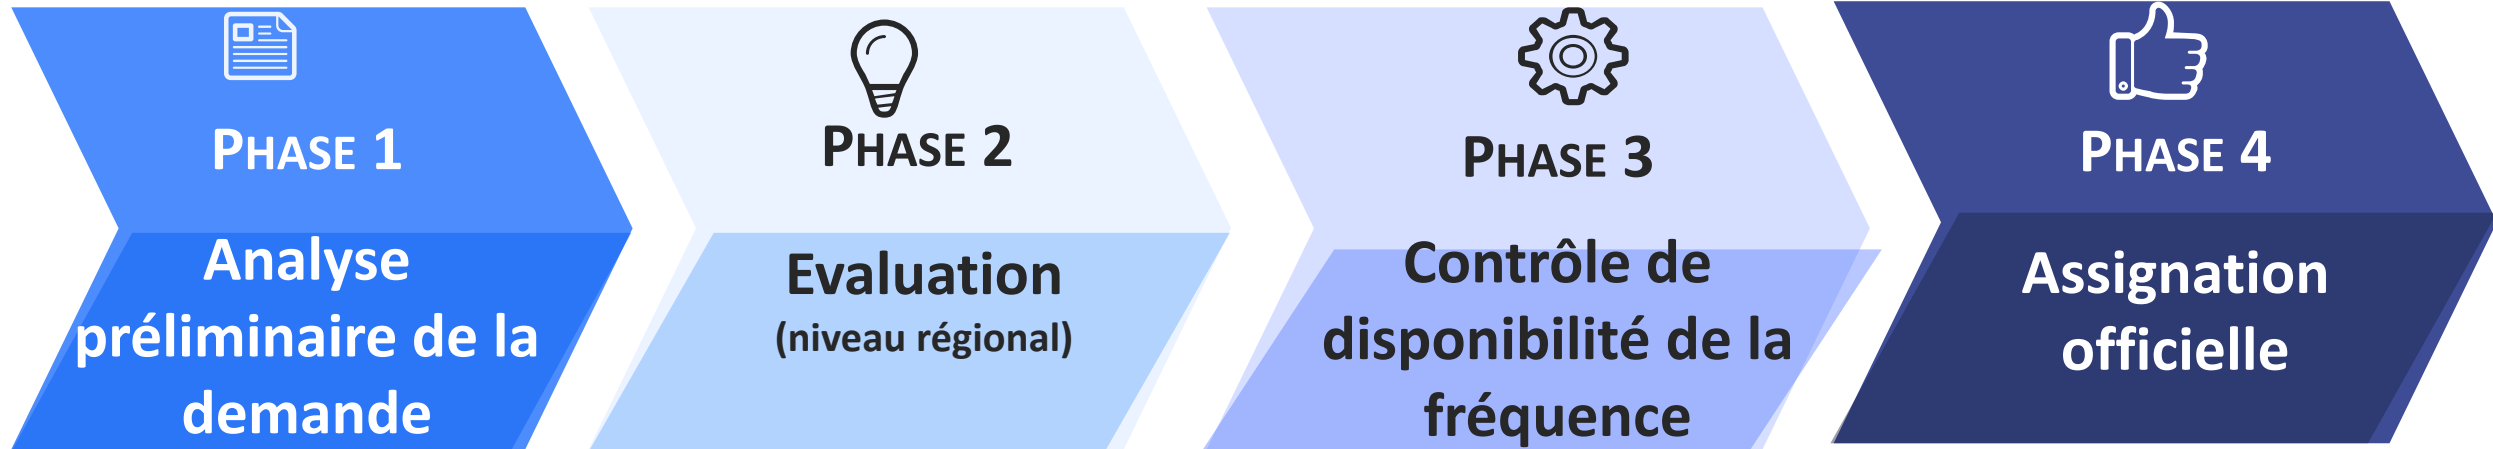 Phase 1
Analyse
préliminaire de la
demande
Phase 2
Evaluation
(niveau régional)
Phase 3
Contrôle de
disponibilité de la
fréquence
Phase 4
Assignation
officielle